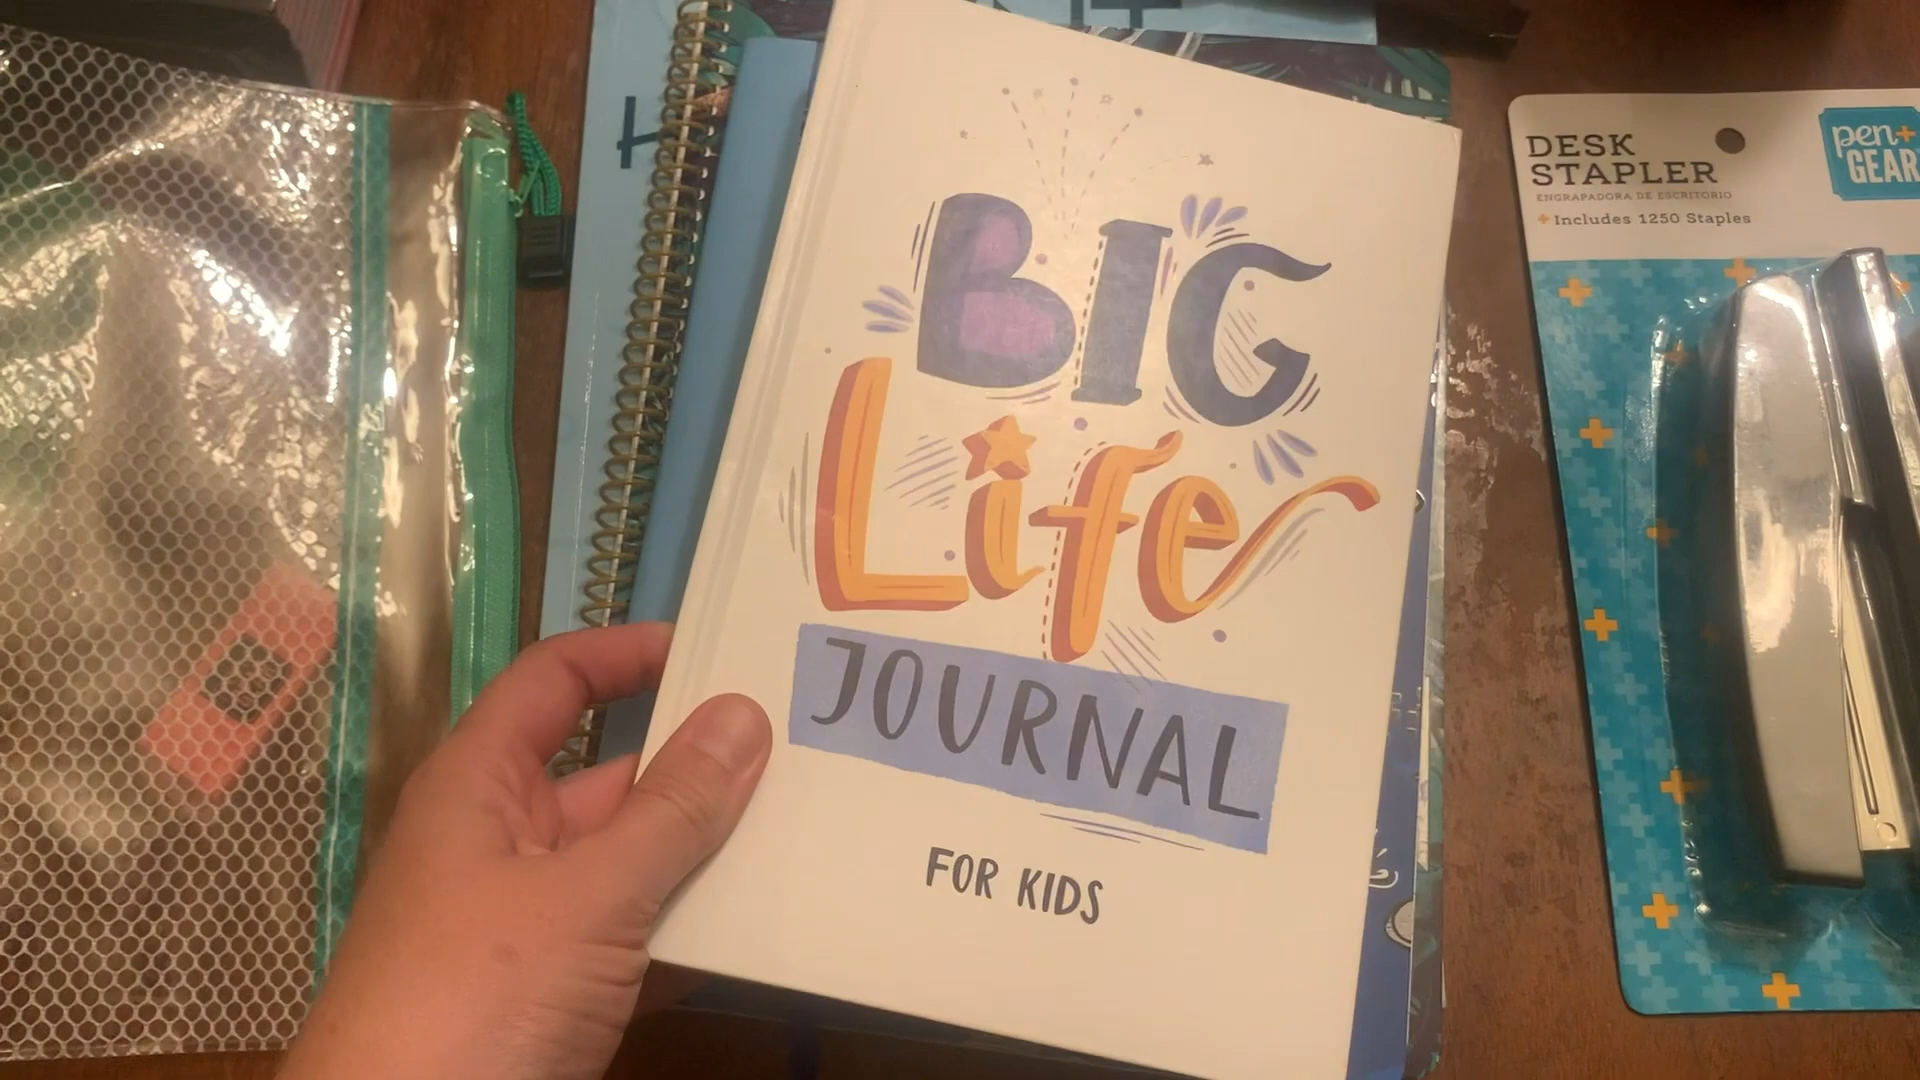 BIG
Life
JOURNAL
FOR KIDS
DESK
STAPLER
ENGRAPADORA DE ESCRITORIO
+ Includes 1250 Staples
pen+
GEAR